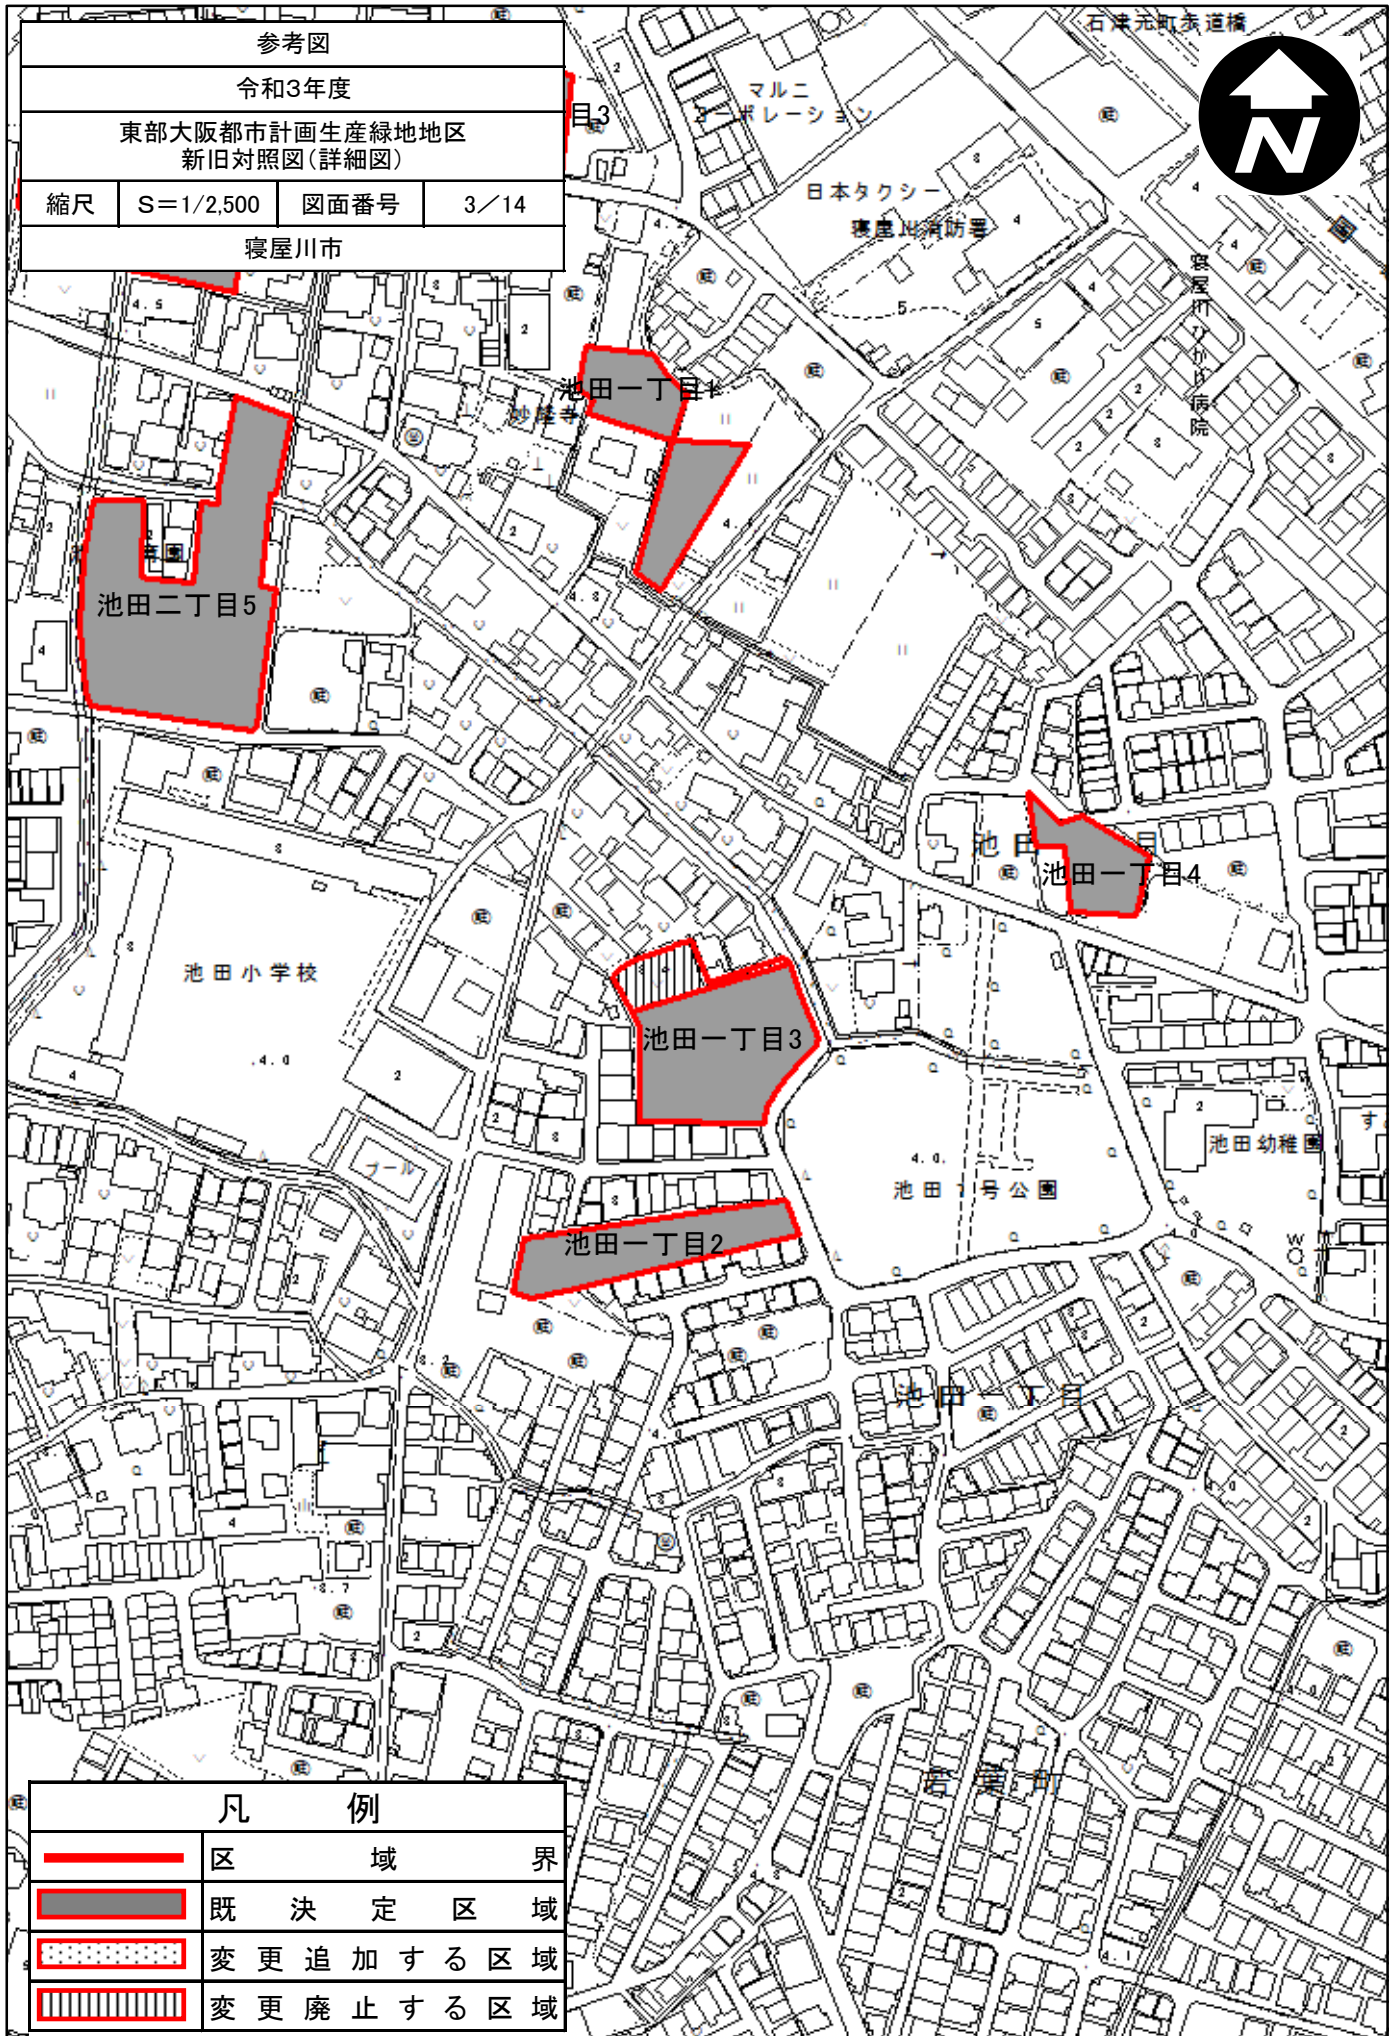 参考図
令和3年度
東部大阪都市計画生産緑地地区
新旧対照図(詳細図)
縮尺 S=1/2,500 図面番号 3/14
寝屋川市
石津元町歩道橋
N
目3
マルニ
コーポレーション
日本タクシー
寝屋川消防署
寝屋川ひかり病院
池田一丁目1
妙蓮寺
池田二丁目5
池田一丁目4
池田小学校
池田一丁目3
プール
池田幼稚園
池田1号公園
池田一丁目2
池田一丁目
若葉町
凡例
区域界
既決定区域
変更追加する区域
変更廃止する区域